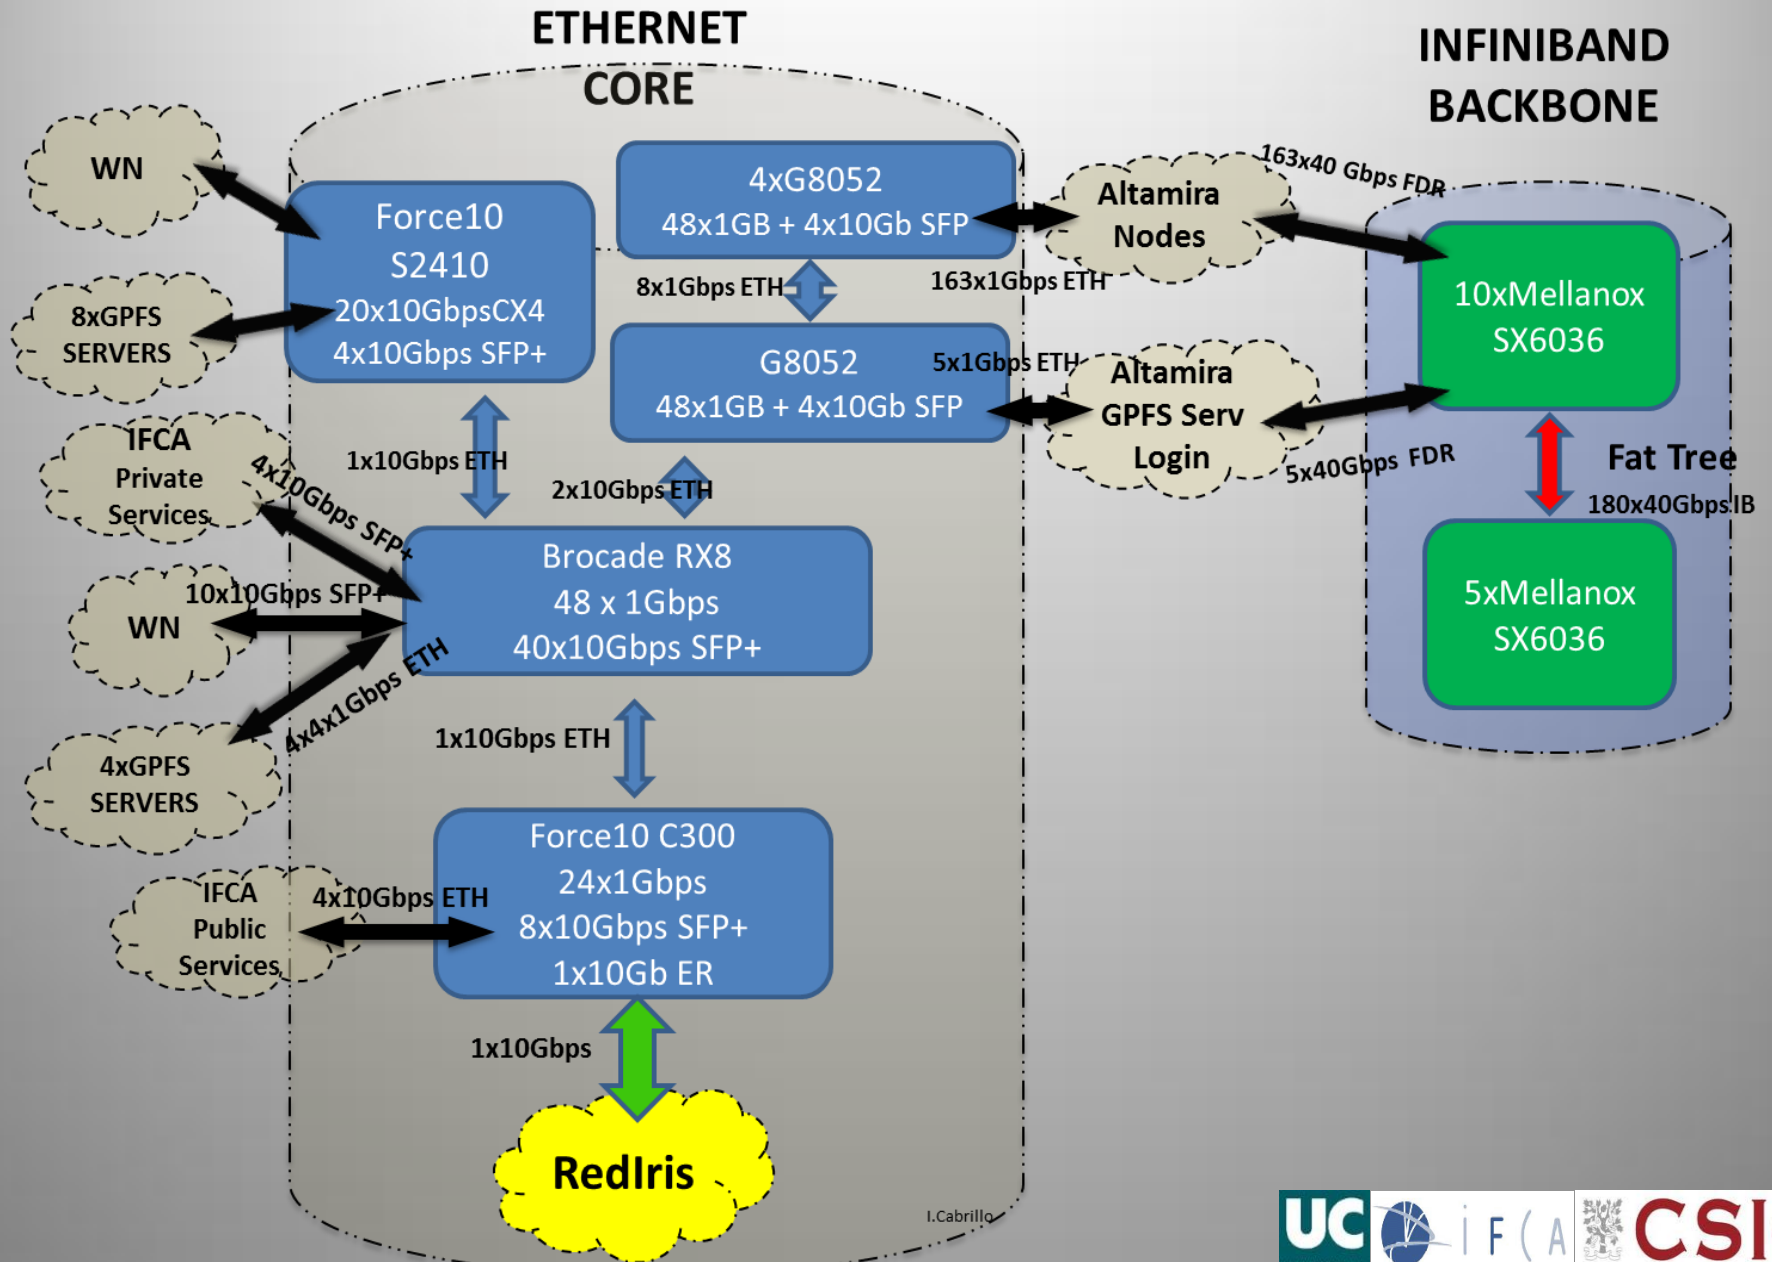 ETHERNET
CORE
INFINIBAND
BACKBONE
WN
Force10
S2410
20x10GbpsCX4
4x10Gbps SFP+
4xG8052
48x1GB + 4x10Gb SFP
Altamira
Nodes
163x40 Gbps FDR
10xMellanox
SX6036
8x1Gbps ETH
163x1Gbps ETH
8xGPFS
SERVERS
G8052
48x1GB + 4x10Gb SFP
5x1Gbps ETH
Altamira
GPFS Serv
Login
5x40Gbps FDR
Fat Tree
180x40Gbps IB
5xMellanox
SX6036
IFCA
Private
Services
4x10Gbps SFP+
1x10Gbps ETH
2x10Gbps ETH
Brocade RX8
48 x 1Gbps
40x10Gbps SFP+
10x10Gbps SFP+
WN
4x4x1Gbps ETH
4xGPFS
SERVERS
1x10Gbps ETH
Force10 C300
24x1Gbps
8x10Gbps SFP+
1x10Gb ER
IFCA
Public
Services
4x10Gbps ETH
1x10Gbps
RedIris
I.Cabrillo
UC
iFCA
CSI